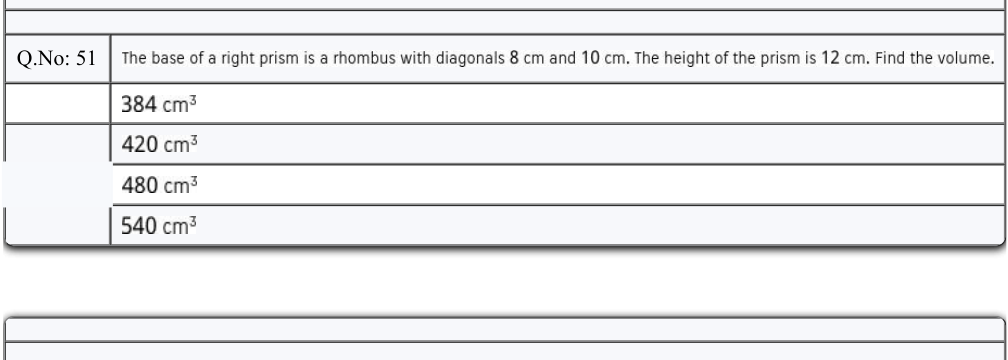 Q.No: 51 The base of a right prism is a rhombus with diagonals 8 cm and 10 cm. The height of the prism is 12 cm. Find the volume.
384 cm³
420 cm³
480 cm³
540 cm³